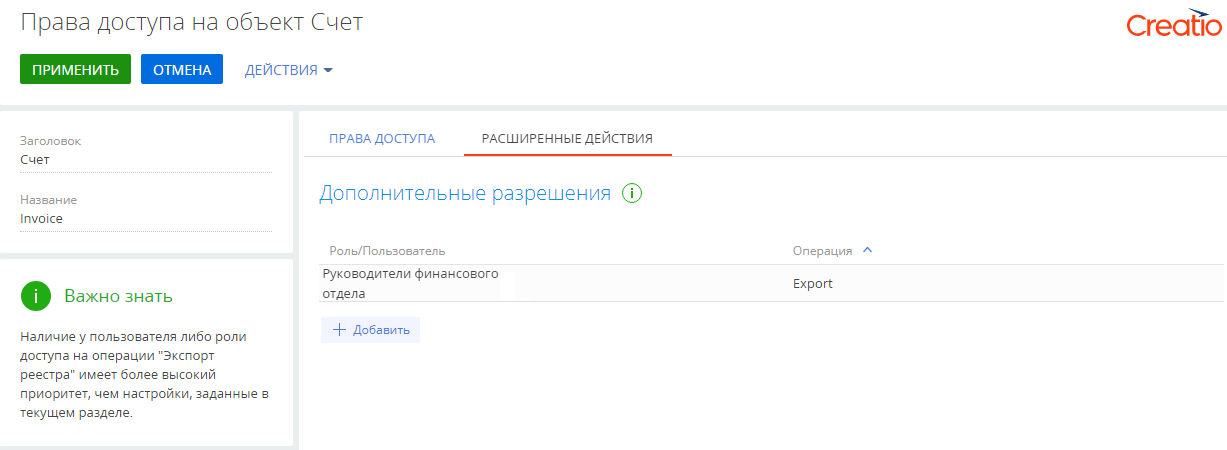 Права доступа на объект Счет
Creatio
ПРИМЕНИТЬ
ОТМЕНА
ДЕЙСТВИЯ
Заголовок
Счет
Название
Invoice
Важно знать
Наличие у пользователя либо роли
доступа на операции "Экспорт
реестра" имеет более высокий
приоритет, чем настройки, заданные в
текущем разделе.
ПРАВА ДОСТУПА
РАСШИРЕННЫЕ ДЕЙСТВИЯ
Дополнительные разрешения
Роль/Пользователь
Операция
Руководители финансового
отдела
Export
Добавить